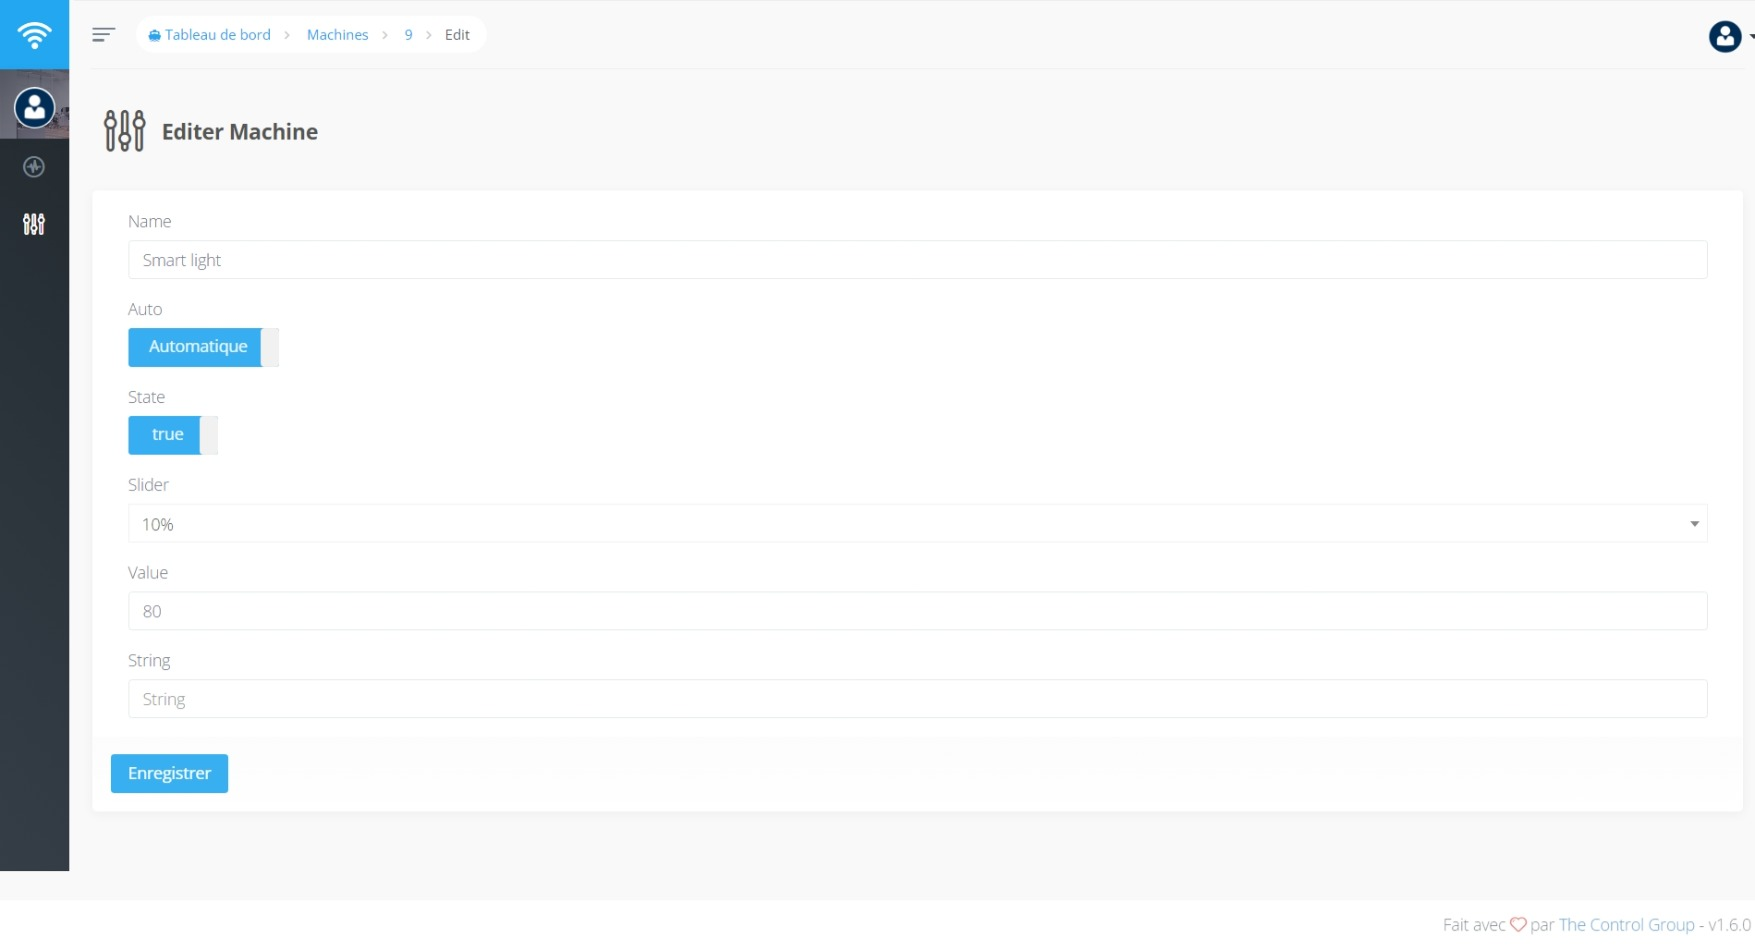 Tableau de bord > Machines > 9 > Edit
Editer Machine
Name
Smart light
Auto
Automatique
State
true
Slider
10%
Value
80
String
String
Enregistrer
Fait avec ♡ par The Control Group - v1.6.0